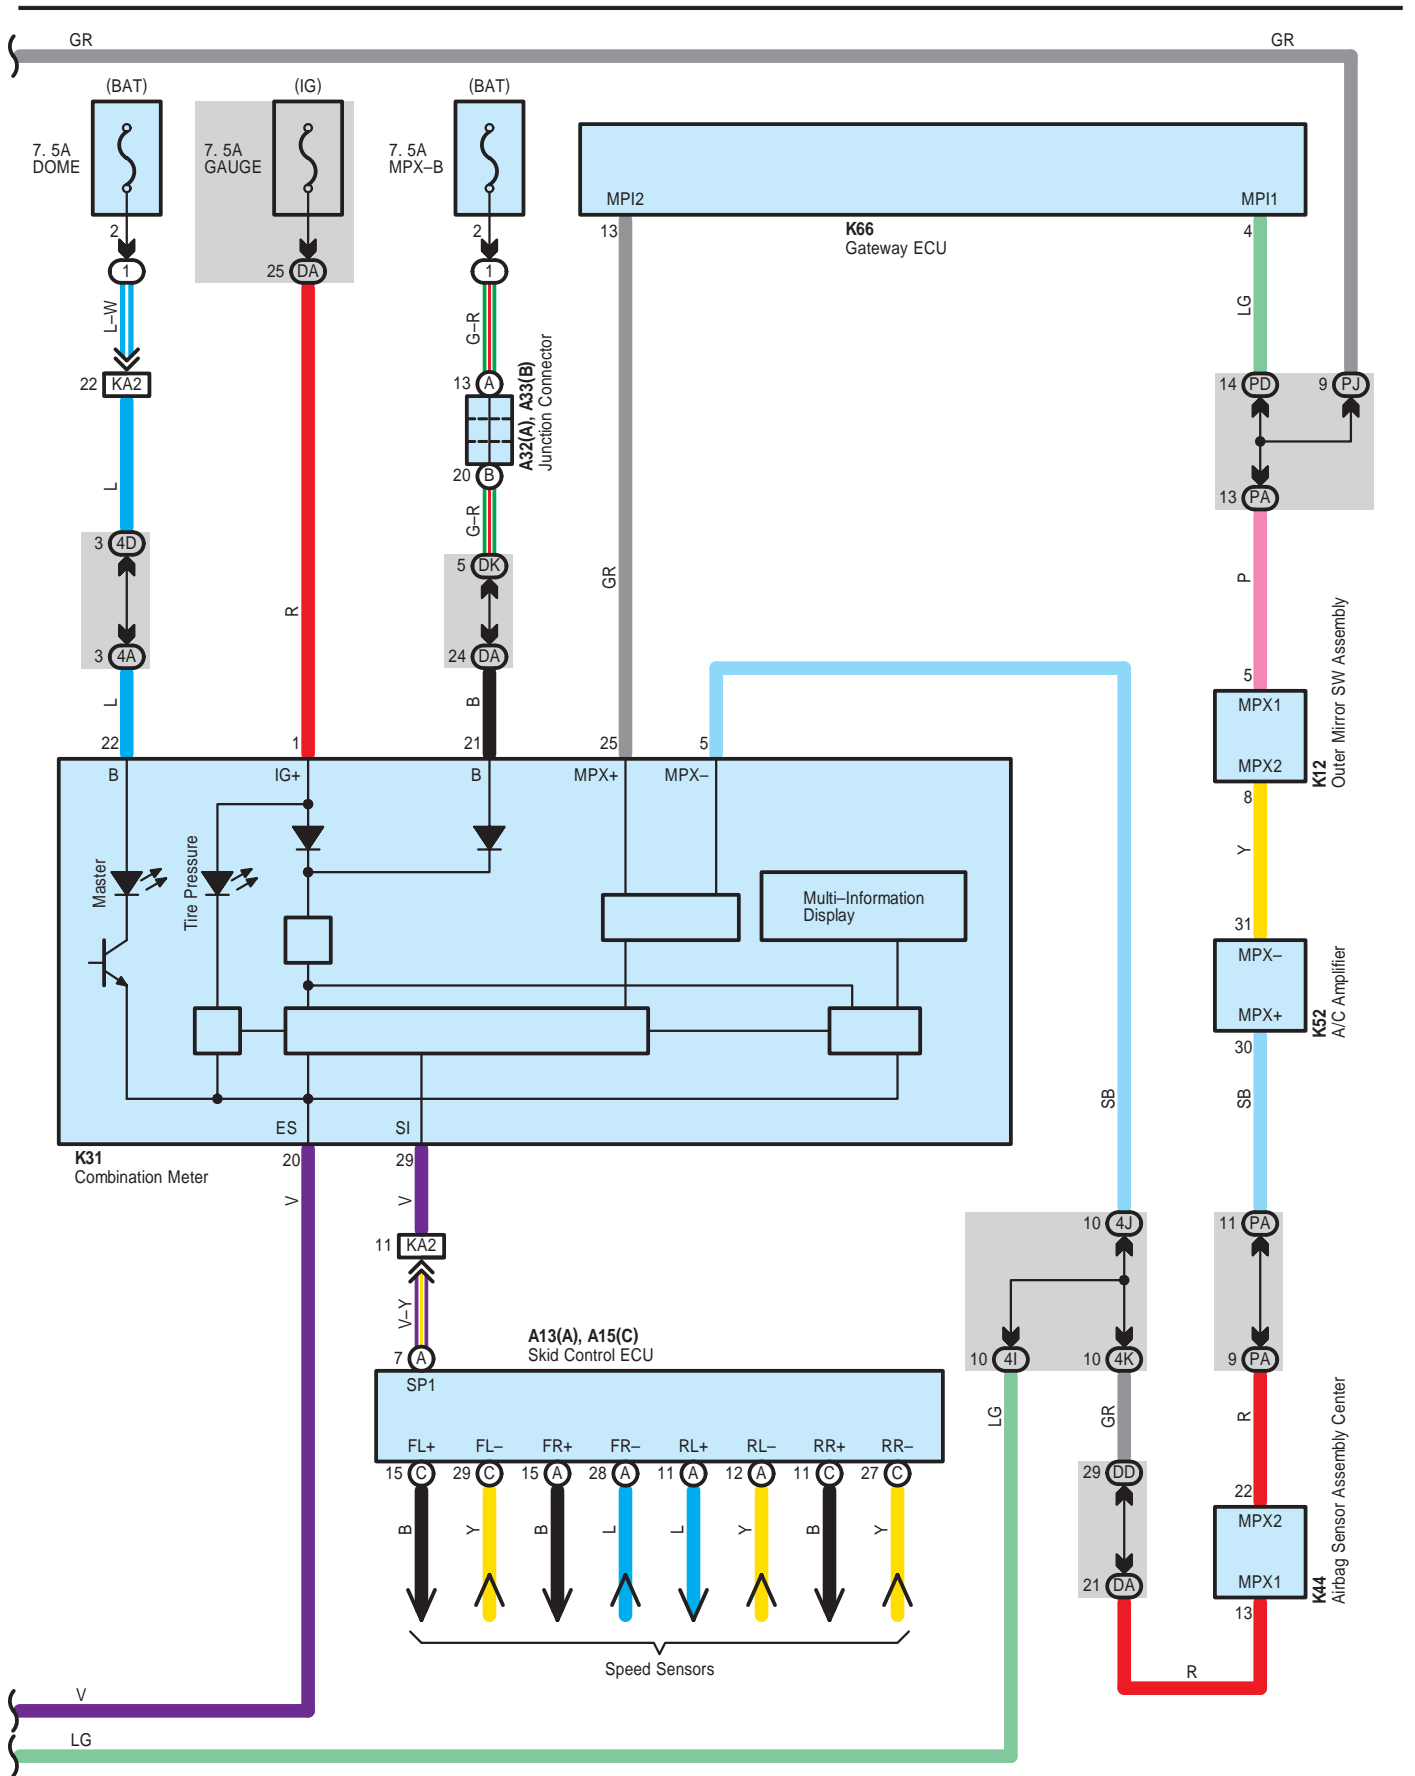 GR
GR
(BAT)
(IG)
(BAT)
7. 5A
DOME
7. 5A
GAUGE
7. 5A
MPX–B
MPI2
MPI1
K66
Gateway ECU
2
2
13
4
1
25 DA
1
L–W
G–R
LG
22 KA2
13 A
A32(A), A33(B)
Junction Connector
14 PD
9 PJ
20 B
13 PA
L
G–R
3 4D
5 DK
GR
P
R
3 4A
24 DA
L
B
5
MPX1
MPX2
K12
Outer Mirror SW Assembly
22
1
21
25
5
B
IG+
B
MPX+
MPX–
8
Y
Master
Tire Pressure
Multi–Information
Display
31
MPX–
MPX+
K52
A/C Amplifier
30
SB
SB
ES
SI
K31
Combination Meter
20
29
V
V
11 KA2
10 4J
11 PA
V–Y
A13(A), A15(C)
Skid Control ECU
7 A
10 4I
10 4K
9 PA
SP1
LG
GR
R
FL+
FL–
FR+
FR–
RL+
RL–
RR+
RR–
15 C
29 C
15 A
28 A
11 A
12 A
11 C
27 C
29 DD
22
B
Y
B
L
L
Y
B
Y
MPX2
MPX1
K44
Airbag Sensor Assembly Center
21 DA
13
Speed Sensors
R
V
LG